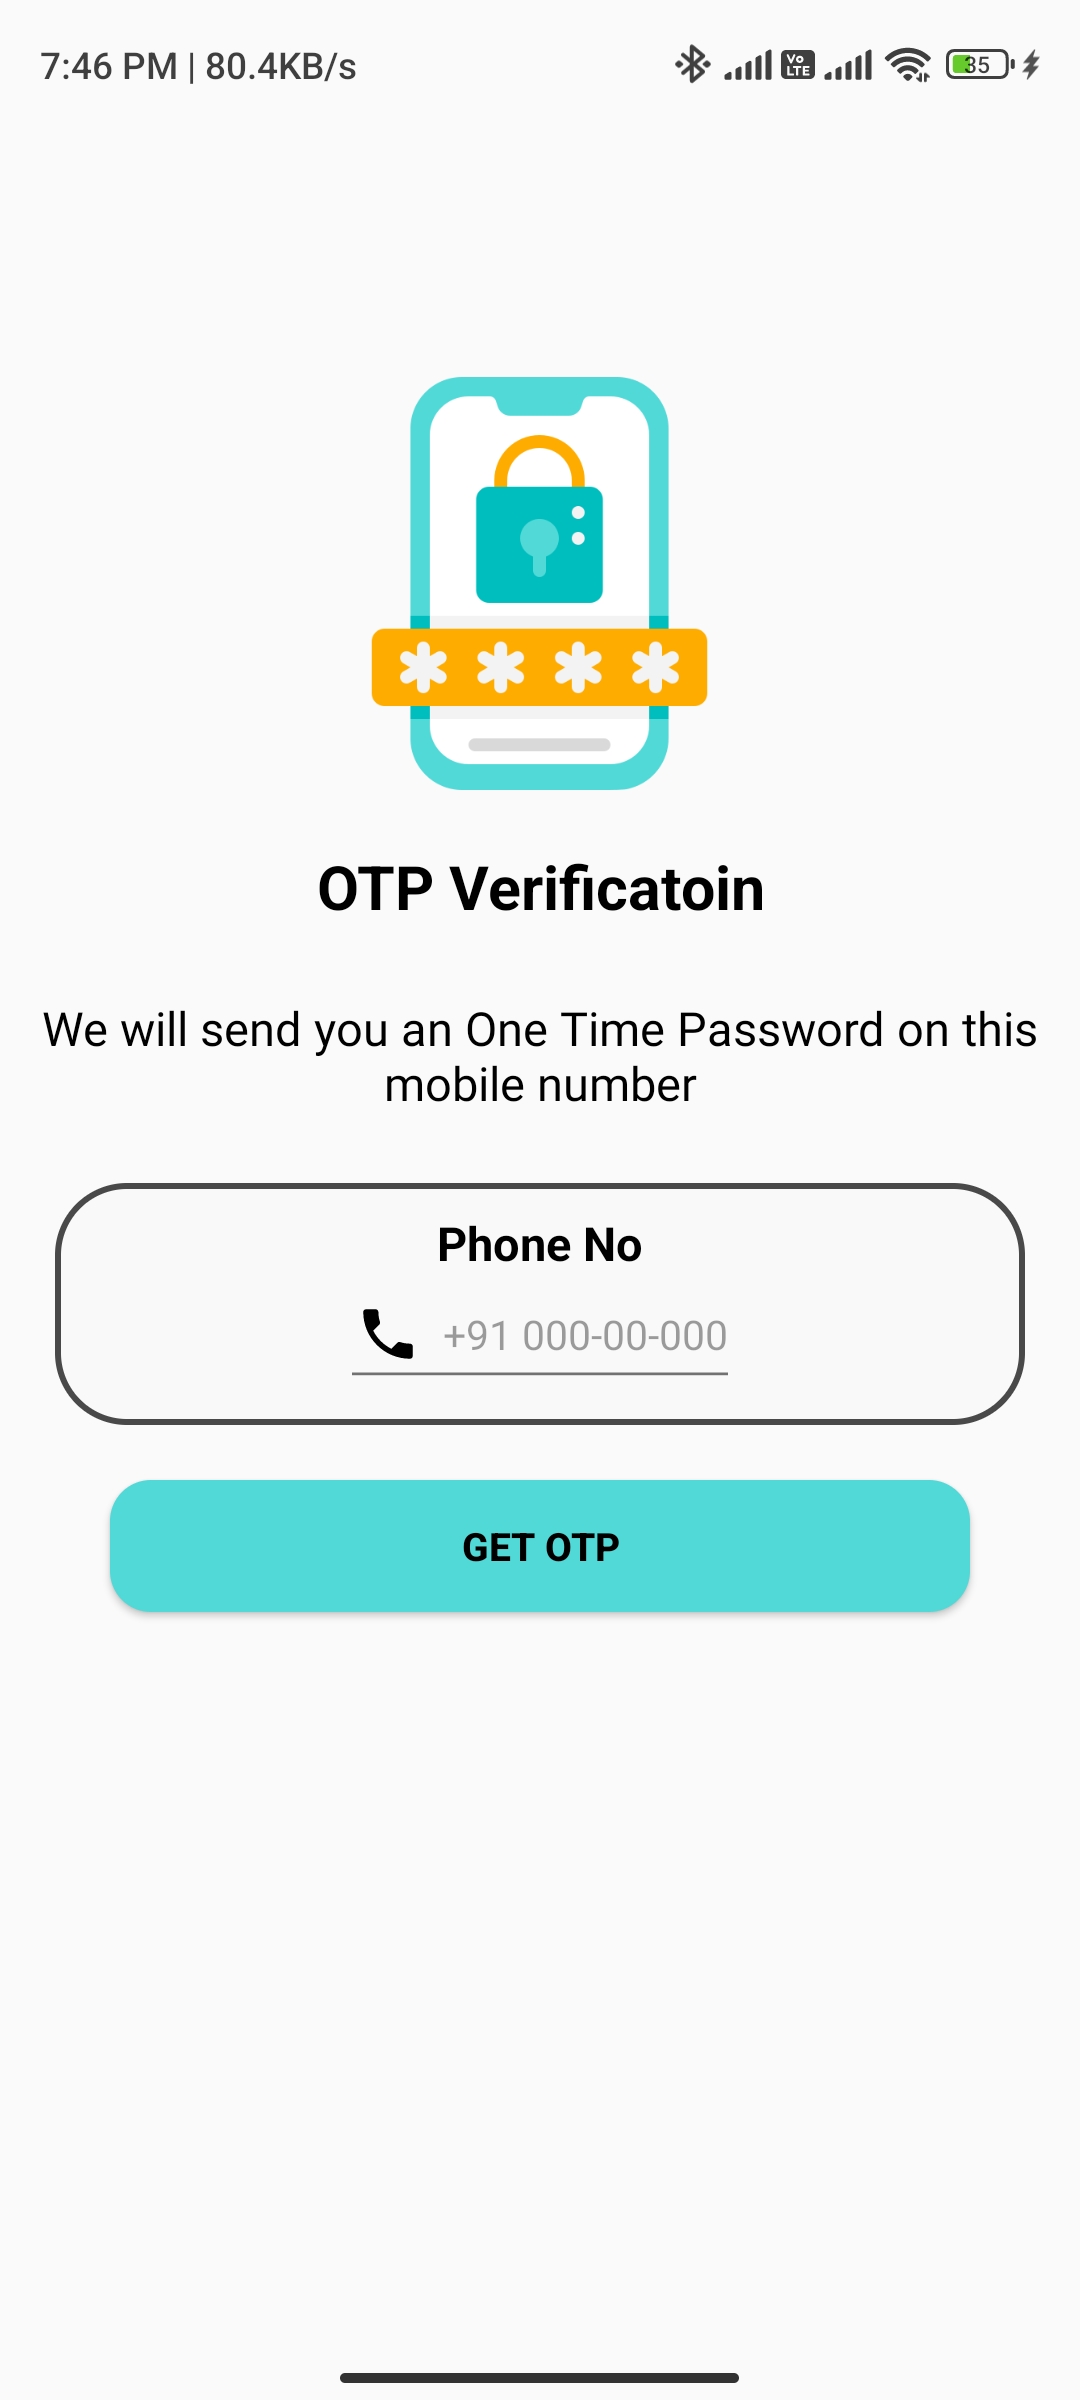 7:46 PM | 80.4KB/s Vo LTE 35
* * * *
OTP Verificatoin
We will send you an One Time Password on this
mobile number
Phone No
+91 000-00-000
GET OTP